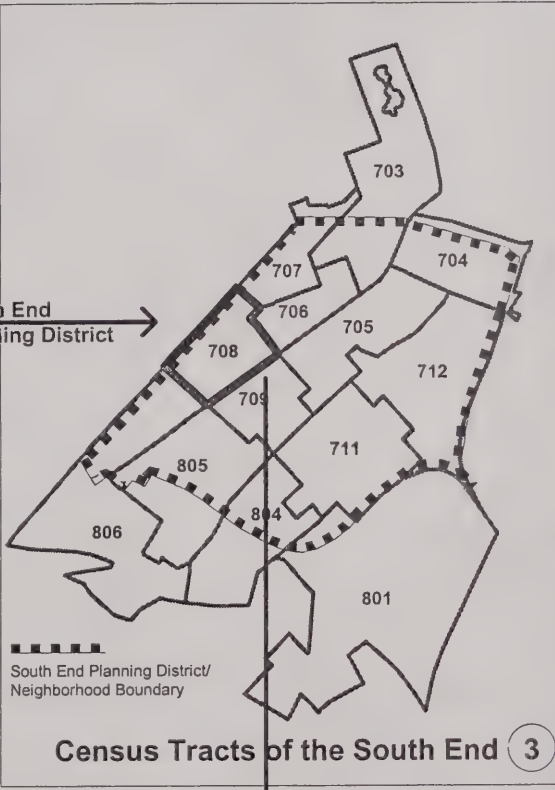 703
704
707
706
705
708
712
709
End
ing District
711
805
804
806
801
South End Planning District/
Neighborhood Boundary
Census Tracts of the South End 3